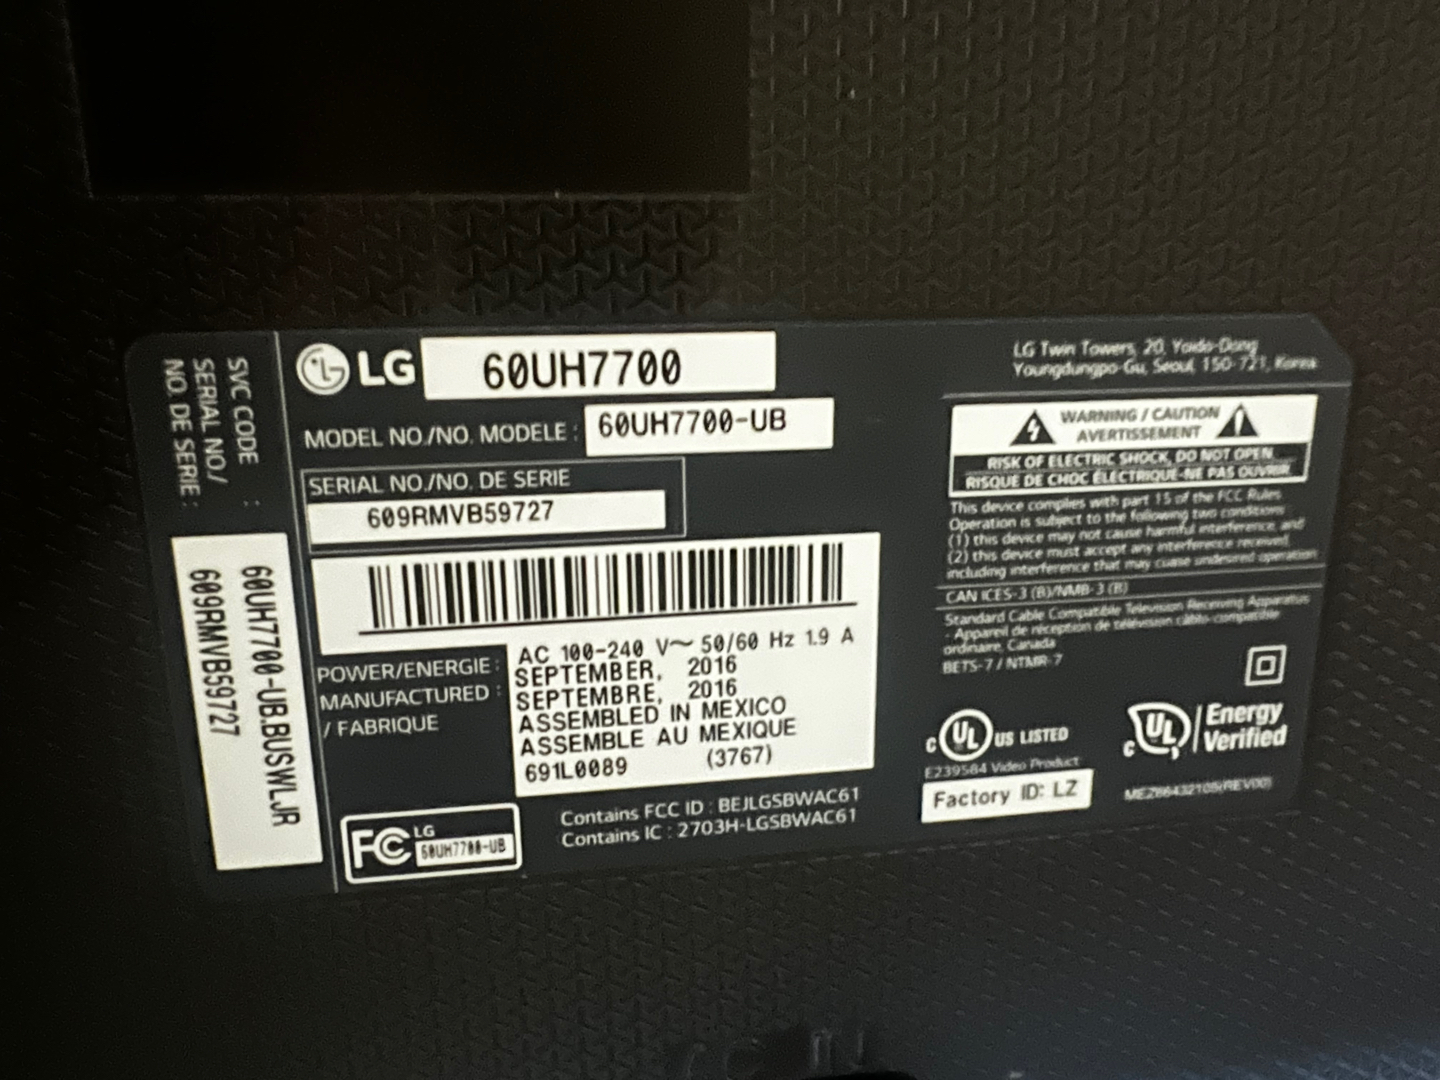 LG 60UH7700
MODEL NO./NO. MODELE : 60UH7700-UB
SERIAL NO./NO. DE SERIE
609RMVB59727
POWER/ENERGIE : AC 100-240 V~ 50/60 Hz 1.9 A
MANUFACTURED : SEPTEMBER, 2016
/ FABRIQUE SEPTEMBRE, 2016
ASSEMBLED IN MEXICO
ASSEMBLE AU MEXIQUE
691L0089 (3767)
FC LG
60UH7700-UB
Contains FCC ID : BEJLGSBWAC61
Contains IC : 2703H-LGSBWAC61
SVC CODE :
SERIAL NO./
NO. DE SERIE :
60UH7700-UB.BUSWLJR
609RMVB59727
LG Twin Towers, 20, Yoido-Dong
Youngdungpo-Gu, Seoul, 150-721, Korea
WARNING / CAUTION
AVERTISSEMENT
RISK OF ELECTRIC SHOCK, DO NOT OPEN
RISQUE DE CHOC ÉLECTRIQUE-NE PAS OUVRIR
This device complies with part 15 of the FCC Rules
Operation is subject to the following two conditions
(1) this device may not cause harmful interference, and
(2) this device must accept any interference received,
including interference that may cuase undesired operation
CAN ICES-3 (B)/NMB-3 (B)
Standard Cable Compatibile Television Receiving Apparatus
- Appareil de réception de télévision câblo-compatible
ordinaire, Canada
BETS-7 / NTMR-7
c UL US LISTED
E239584 Video Product
Factory ID: LZ
c UL Energy
Verified
MEZ66432105(REV00)